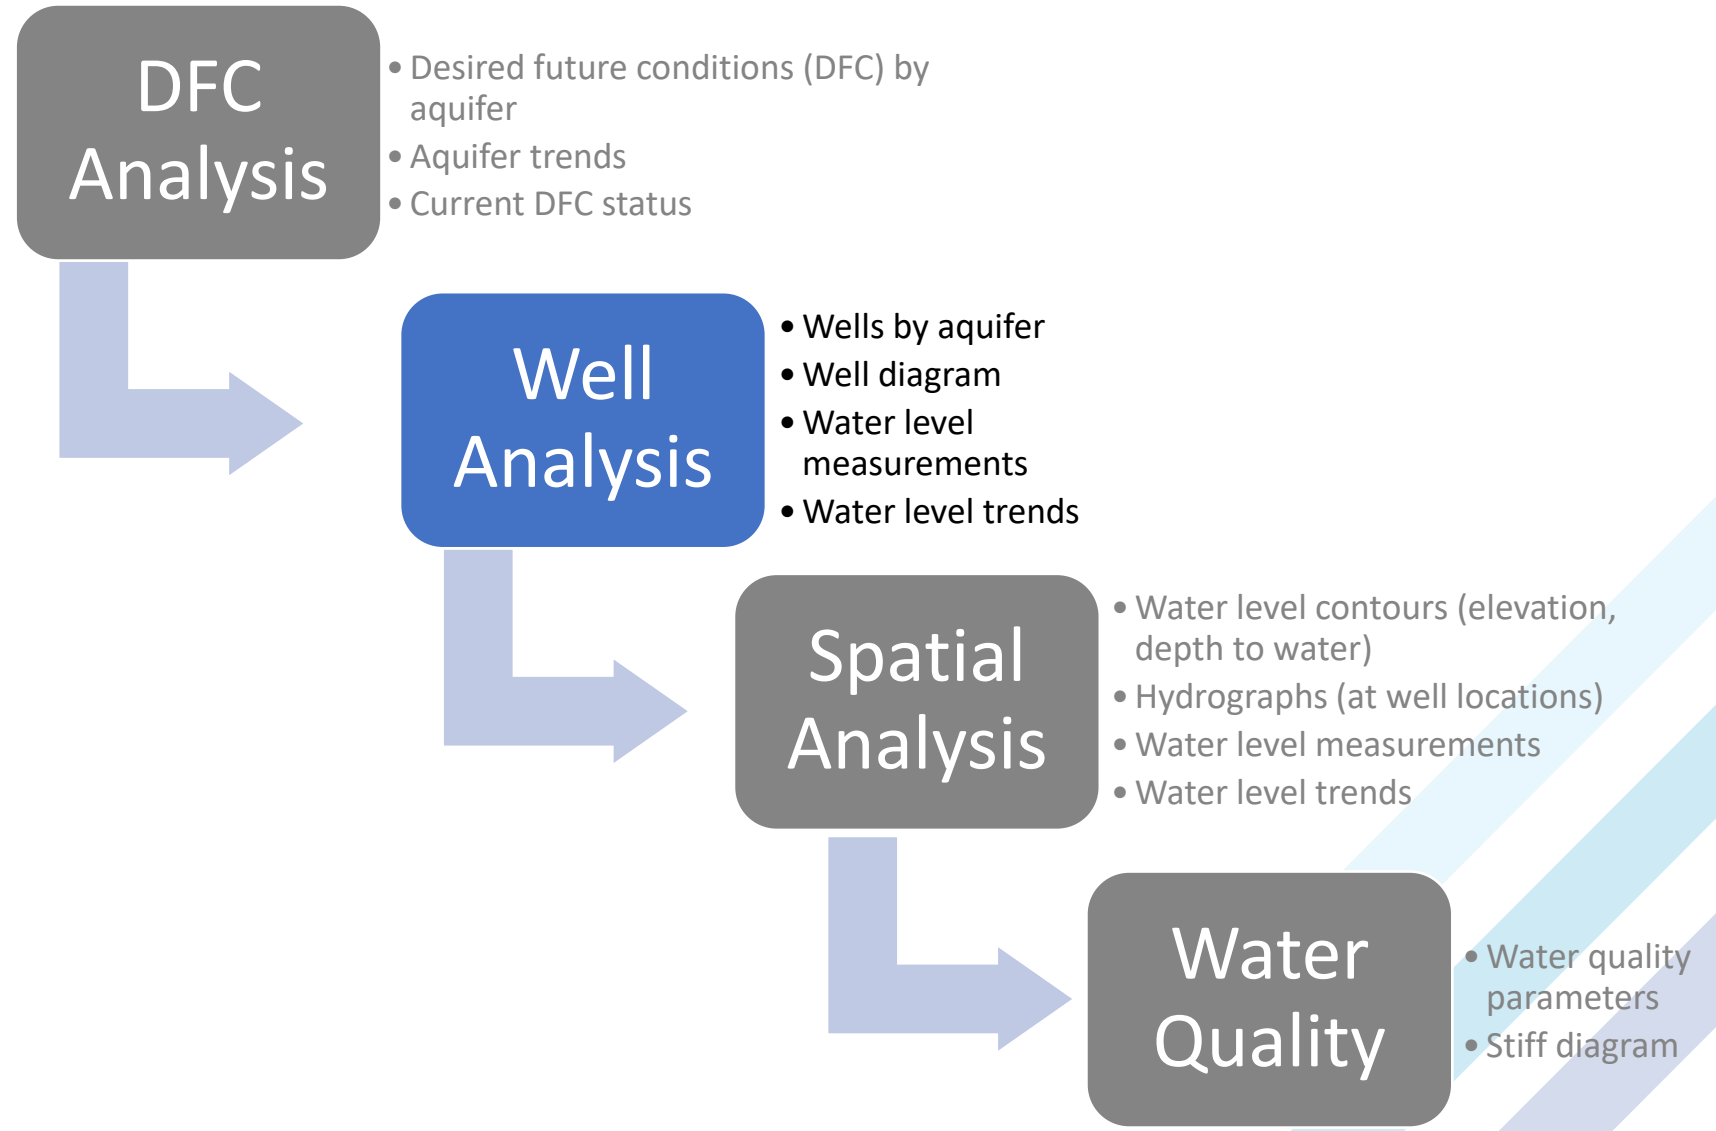 DFC
Analysis
• Desired future conditions (DFC) by
aquifer
• Aquifer trends
• Current DFC status
Well
Analysis
• Wells by aquifer
• Well diagram
• Water level
measurements
• Water level trends
Spatial
Analysis
• Water level contours (elevation,
depth to water)
• Hydrographs (at well locations)
• Water level measurements
• Water level trends
Water
Quality
• Water quality
parameters
• Stiff diagram